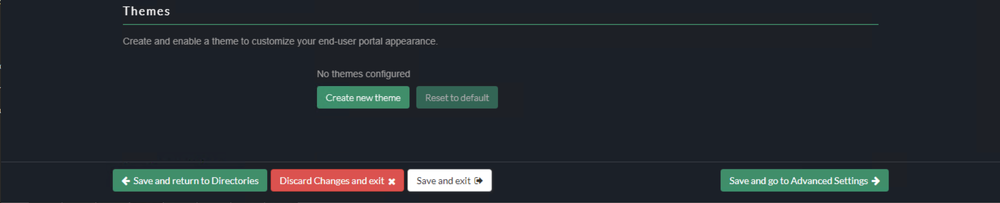 Themes
Create and enable a theme to customize your end-user portal appearance.
No themes configured
Create new theme Reset to default
Save and return to Directories Discard Changes and exit Save and exit Save and go to Advanced Settings